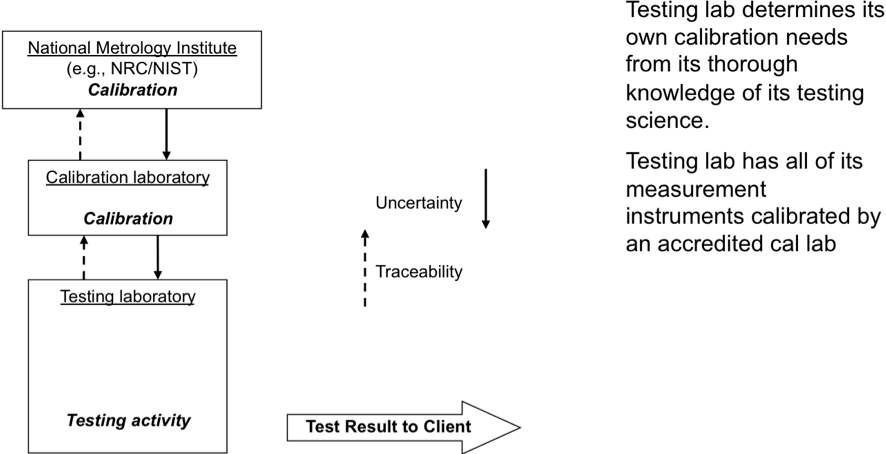 National Metrology Institute
(e.g., NRC/NIST)
Calibration
Calibration laboratory
Calibration
Testing laboratory
Testing activity
Uncertainty
Traceability
Test Result to Client
Testing lab determines its
own calibration needs
from its thorough
knowledge of its testing
science.
Testing lab has all of its
measurement
instruments calibrated by
an accredited cal lab